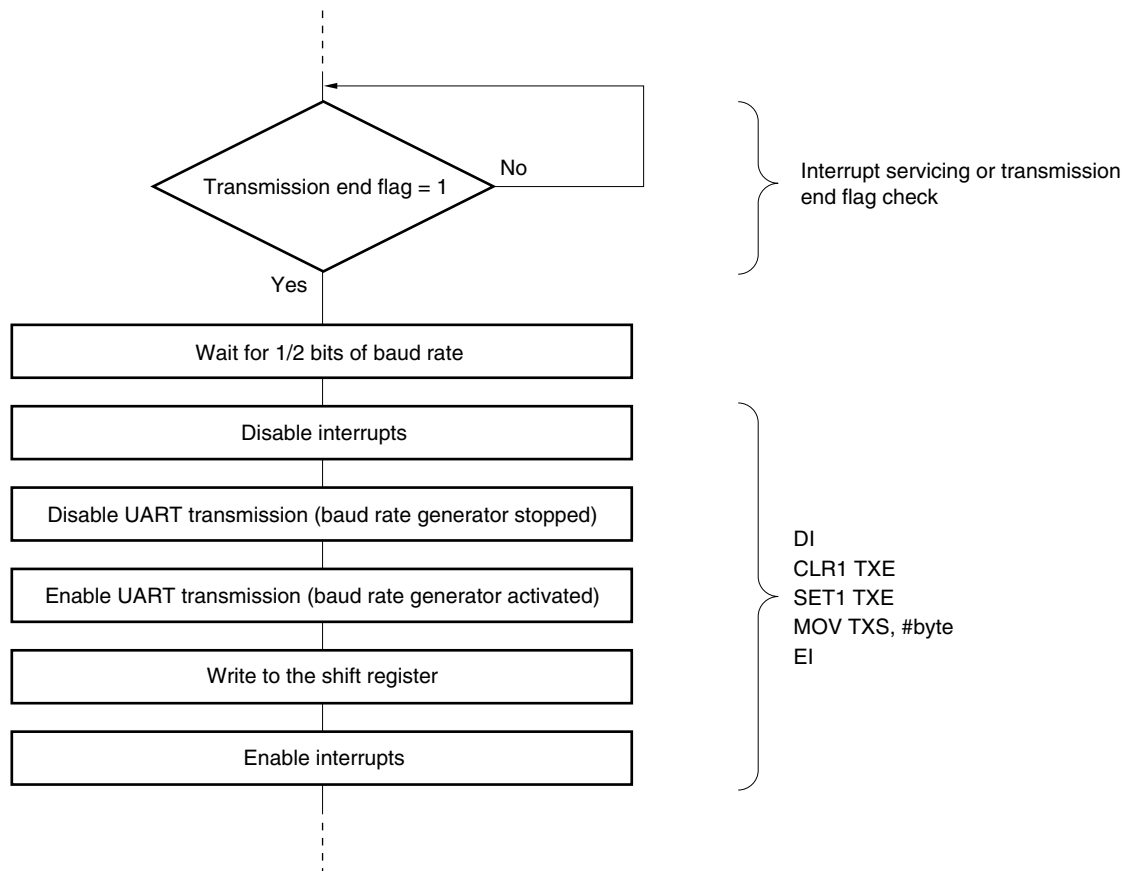 No
Transmission end flag = 1
Interrupt servicing or transmission
end flag check
Yes
Wait for 1/2 bits of baud rate
Disable interrupts
Disable UART transmission (baud rate generator stopped)
Enable UART transmission (baud rate generator activated)
Write to the shift register
Enable interrupts
DI
CLR1 TXE
SET1 TXE
MOV TXS, #byte
EI